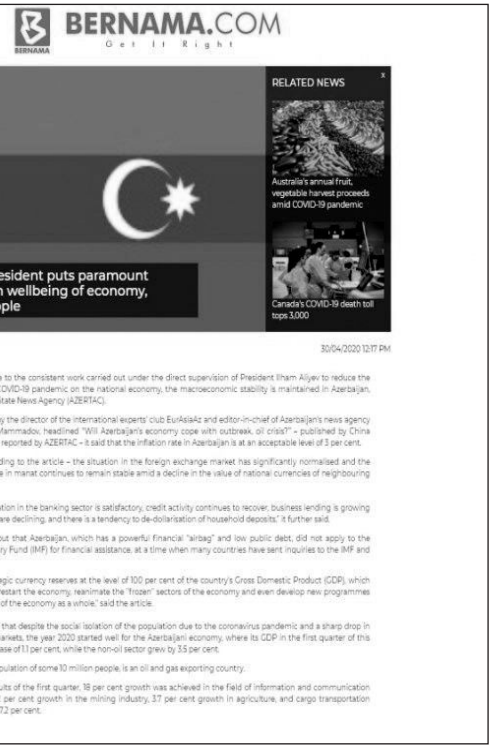 BERNAMA
BERNAMA.COM
Get It Right
RELATED NEWS
x
Australia's annual fruit,
vegetable harvest proceeds
amid COVID-19 pandemic
esident puts paramount
n wellbeing of economy,
ople
Canada's COVID-19 death toll
tops 3,000
30/04/2020 12:17 PM
e to the consistent work carried out under the direct supervision of President Ilham Aliyev to reduce the
COVID-19 pandemic on the national economy, the macroeconomic stability is maintained in Azerbaijan,
State News Agency (AZERTAC).
y the director of the international experts' club EurAsiaAz and editor-in-chief of Azerbaijan's news agency
Mammadov, headlined "Will Azerbaijan's economy cope with outbreak, oil crisis?" – published by China
reported by AZERTAC – it said that the inflation rate in Azerbaijan is at an acceptable level of 3 per cent.
ding to the article – the situation in the foreign exchange market has significantly normalised and the
e in manat continues to remain stable amid a decline in the value of national currencies of neighbouring
ation in the banking sector is satisfactory, credit activity continues to recover, business lending is growing
are declining, and there is a tendency to de-dollarisation of household deposits," it further said.
out that Azerbaijan, which has a powerful financial "airbag" and low public debt, did not apply to the
ry Fund (IMF) for financial assistance, at a time when many countries have sent inquiries to the IMF and
egic currency reserves at the level of 100 per cent of the country's Gross Domestic Product (GDP), which
restart the economy, reanimate the "frozen" sectors of the economy and even develop new programmes
of the economy as a whole," said the article.
that despite the social isolation of the population due to the coronavirus pandemic and a sharp drop in
arkets, the year 2020 started well for the Azerbaijani economy, where its GDP in the first quarter of this
ase of 1.1 per cent, while the non-oil sector grew by 3.5 per cent.
opulation of some 10 million people, is an oil and gas exporting country.
ults of the first quarter, 18 per cent growth was achieved in the field of information and communication
per cent growth in the mining industry, 3.7 per cent growth in agriculture, and cargo transportation
7.2 per cent.